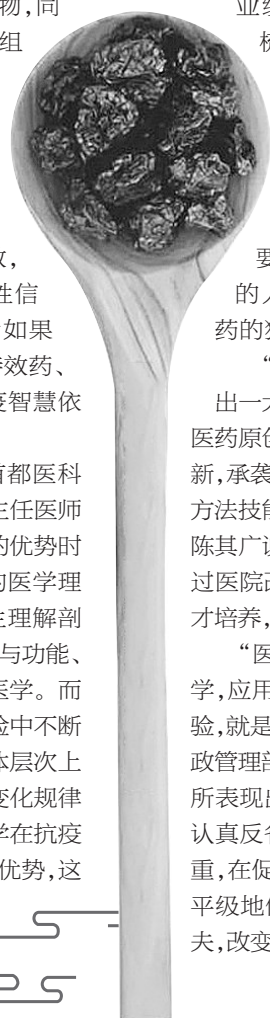 物,同
组
效,
性信
如果
特效药、
疫智慧依
首都医科
主任医师
的优势时
的医学理
生理解剖
与功能、
医学。而
验中不断
体层次上
变化规律
学在抗疫
优势,这
业
要
的人
药的独
“
出一大
医药原创
新,承袭
方法技能
陈其广认
过医院改
才培养,
“医
学,应用
验,就是
政管理部
所表现出
认真反省
重,在促
平级地使
夫,改变